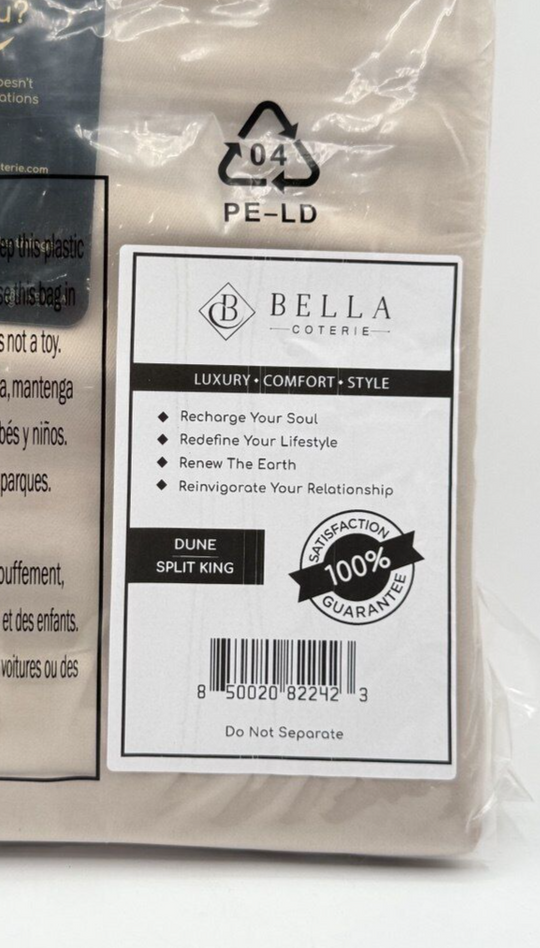 u?
oesn't
ations
terie.com
04
PE-LD
ep this plastic
se this bag in
s not a toy.
a, mantenga
bés y niños.
parques.
ouffement,
et des enfants.
voitures ou des
B
BELLA
COTERIE
LUXURY • COMFORT • STYLE
◆ Recharge Your Soul
◆ Redefine Your Lifestyle
◆ Renew The Earth
◆ Reinvigorate Your Relationship
DUNE
SPLIT KING
SATISFACTION
100%
GUARANTEE
8 50020 82242 3
Do Not Separate